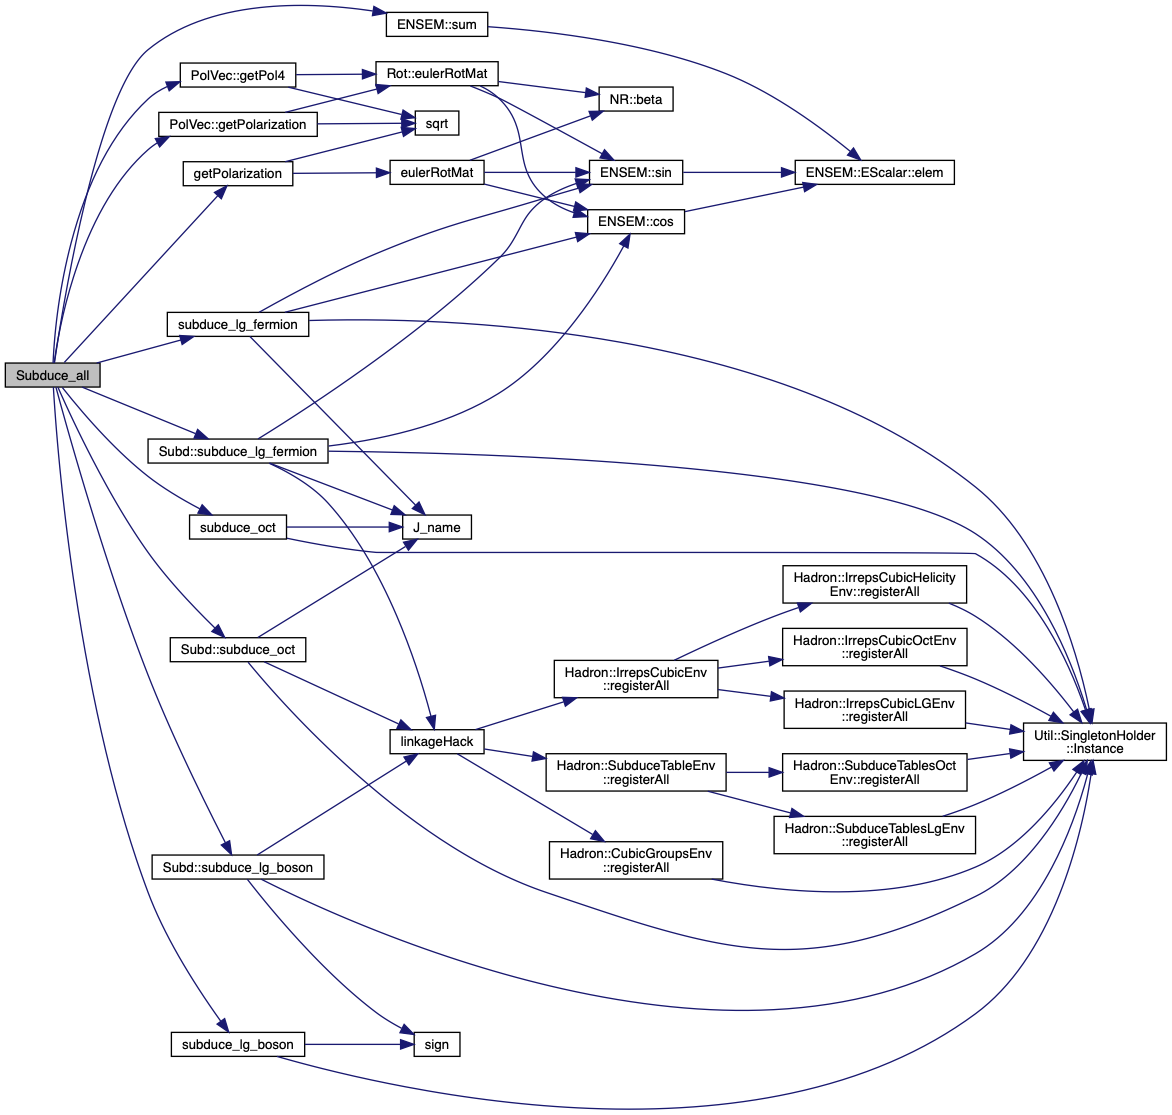 ENSEM::sum
PolVec::getPol4
Rot::eulerRotMat
NR::beta
PolVec::getPolarization
sqrt
getPolarization
eulerRotMat
ENSEM::sin
ENSEM::EScalar::elem
ENSEM::cos
subduce_lg_fermion
Subduce_all
Subd::subduce_lg_fermion
subduce_oct
J_name
Hadron::IrrepsCubicHelicity
Env::registerAll
Subd::subduce_oct
Hadron::IrrepsCubicOctEnv
::registerAll
Hadron::IrrepsCubicEnv
::registerAll
Hadron::IrrepsCubicLGEnv
::registerAll
linkageHack
Util::SingletonHolder
::Instance
Hadron::SubduceTableEnv
::registerAll
Hadron::SubduceTablesOct
Env::registerAll
Hadron::SubduceTablesLgEnv
::registerAll
Subd::subduce_lg_boson
Hadron::CubicGroupsEnv
::registerAll
subduce_lg_boson
sign